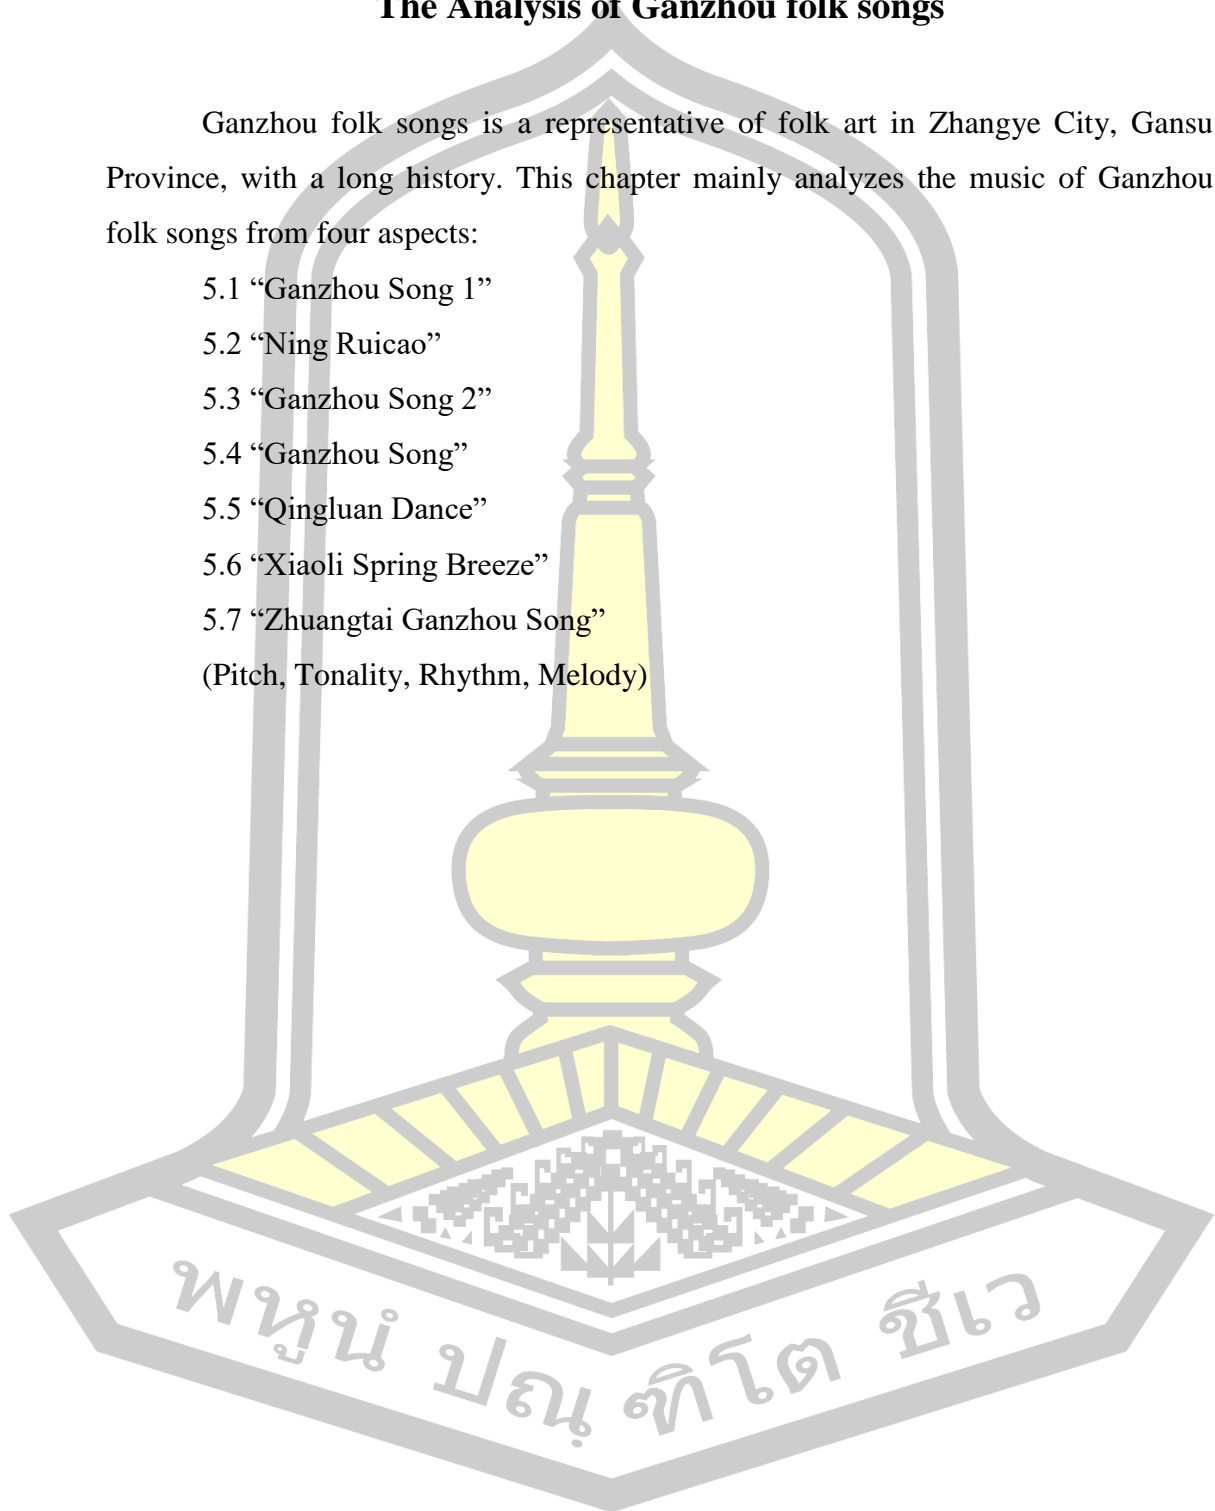 The Analysis of Ganzhou folk songs
Ganzhou folk songs is a representative of folk art in Zhangye City, Gansu
Province, with a long history. This chapter mainly analyzes the music of Ganzhou
folk songs from four aspects:
5.1 “Ganzhou Song 1”
5.2 “Ning Ruicao”
5.3 “Ganzhou Song 2”
5.4 “Ganzhou Song”
5.5 “Qingluan Dance”
5.6 “Xiaoli Spring Breeze”
5.7 “Zhuangtai Ganzhou Song”
(Pitch, Tonality, Rhythm, Melody)
พหูนํ ปณฺฑิโต ชีเว